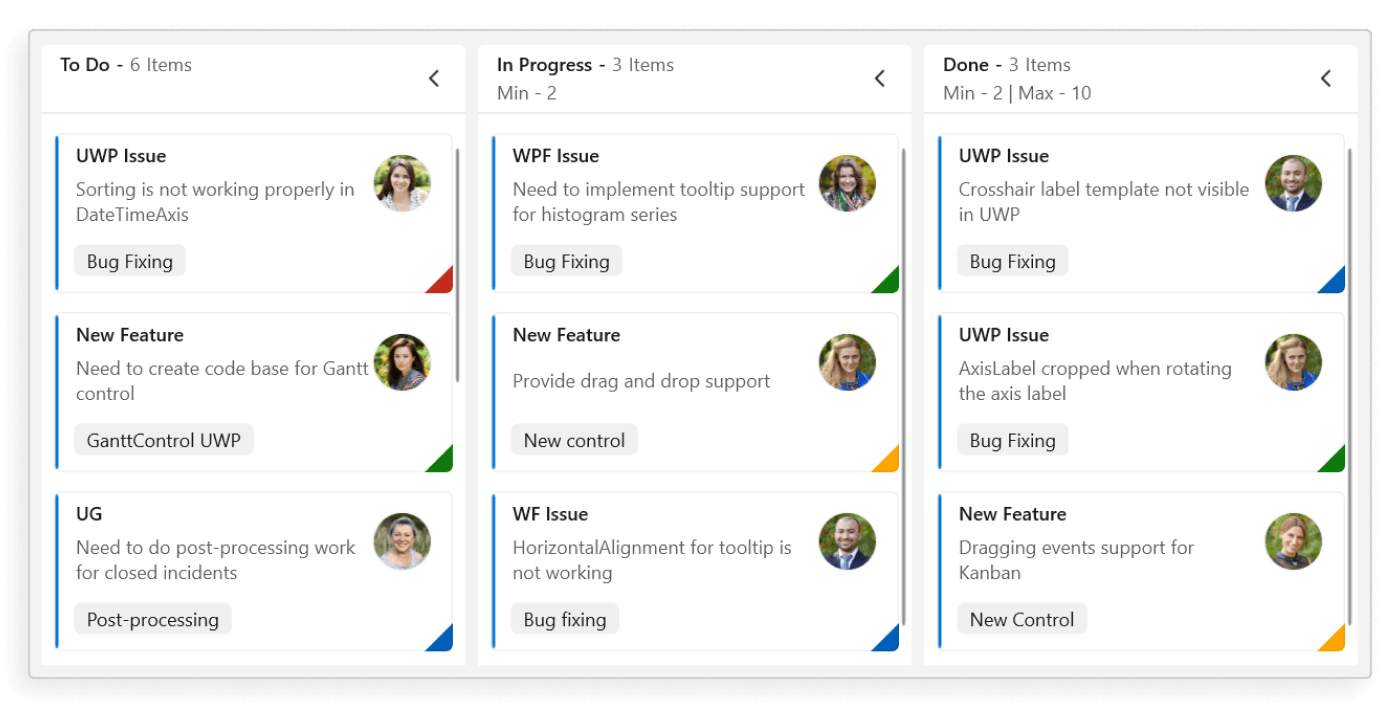 To Do - 6 Items
UWP Issue
Sorting is not working properly in
DateTimeAxis
Bug Fixing
New Feature
Need to create code base for Gantt
control
GanttControl UWP
UG
Need to do post-processing work
for closed incidents
Post-processing
In Progress - 3 Items
Min - 2
WPF Issue
Need to implement tooltip support
for histogram series
Bug Fixing
New Feature
Provide drag and drop support
New control
WF Issue
HorizontalAlignment for tooltip is
not working
Bug fixing
Done - 3 Items
Min - 2 | Max - 10
UWP Issue
Crosshair label template not visible
in UWP
Bug Fixing
UWP Issue
AxisLabel cropped when rotating
the axis label
Bug Fixing
New Feature
Dragging events support for
Kanban
New Control